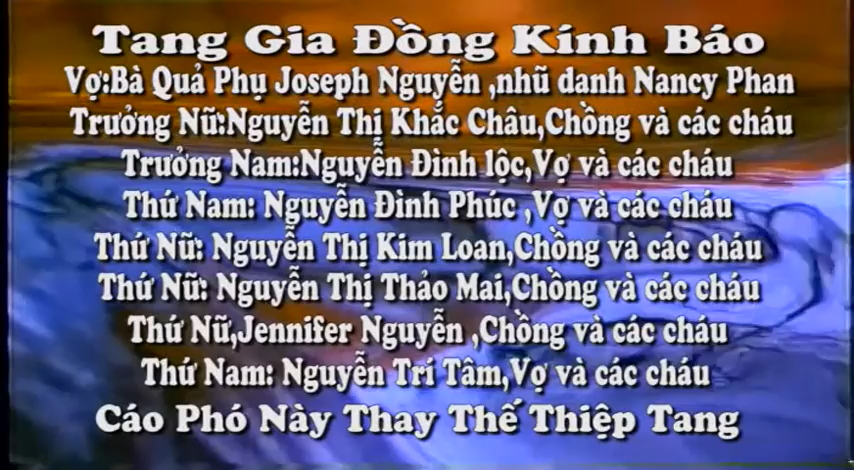 Tang Gia Đồng Kính Báo
Vợ:Bà Quả Phụ Joseph Nguyễn ,nhũ danh Nancy Phan
Trưởng Nữ:Nguyễn Thị Khắc Châu,Chồng và các cháu
Trưởng Nam:Nguyễn Đình lộc,Vợ và các cháu
Thứ Nam: Nguyễn Đình Phúc ,Vợ và các cháu
Thứ Nữ: Nguyễn Thị Kim Loan,Chồng và các cháu
Thứ Nữ: Nguyễn Thị Thảo Mai,Chồng và các cháu
Thứ Nữ,Jennifer Nguyễn ,Chồng và các cháu
Thứ Nam: Nguyễn Trí Tâm,Vợ và các cháu
Cáo Phó Này Thay Thế Thiệp Tang